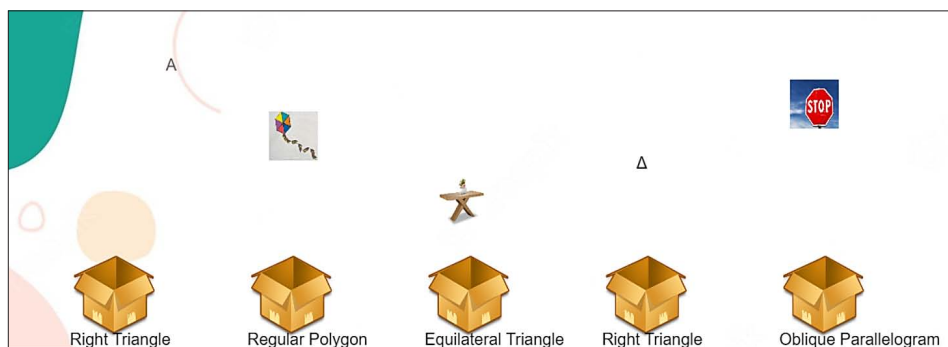 A
STOP
Δ
Right Triangle
Regular Polygon
Equilateral Triangle
Right Triangle
Oblique Parallelogram